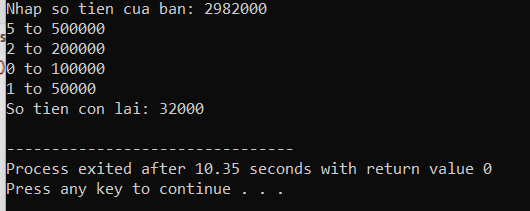 Nhap so tien cua ban: 2982000
5 to 500000
2 to 200000
0 to 100000
1 to 50000
So tien con lai: 32000
--------------------------------
Process exited after 10.35 seconds with return value 0
Press any key to continue . . .